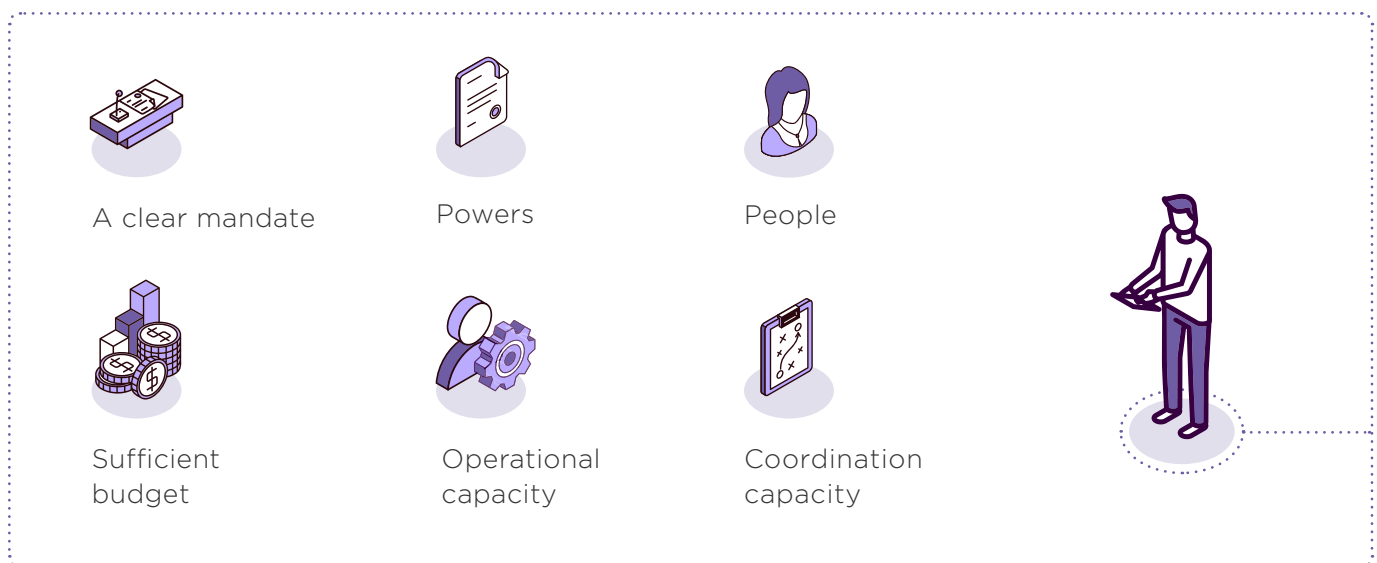 A clear mandate
Powers
People
Sufficient
budget
Operational
capacity
Coordination
capacity